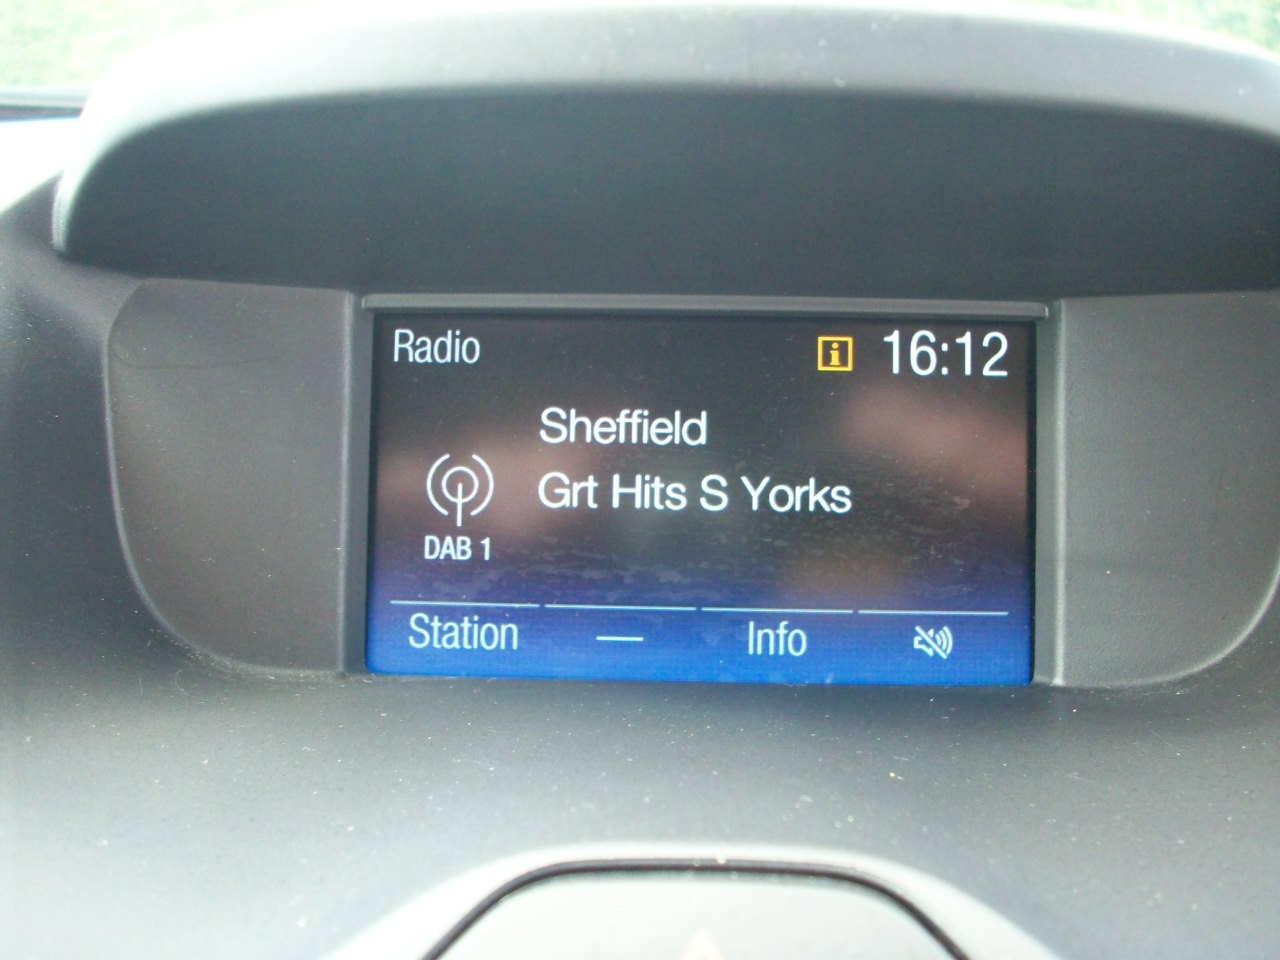 Radio 16:12
Sheffield
Grt Hits S Yorks
DAB 1
Station — Info